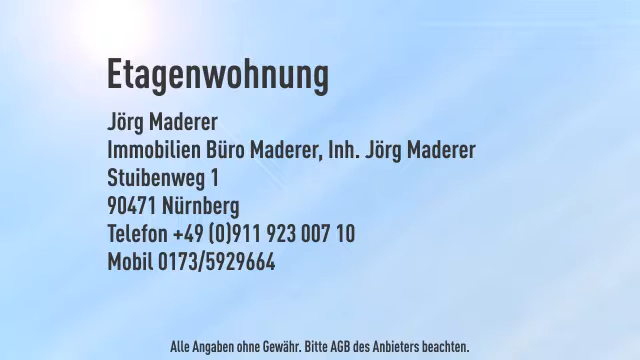 Etagenwohnung
Jörg Maderer
Immobilien Büro Maderer, Inh. Jörg Maderer
Stuibenweg 1
90471 Nürnberg
Telefon +49 (0)911 923 007 10
Mobil 0173/5929664
Alle Angaben ohne Gewähr. Bitte AGB des Anbieters beachten.